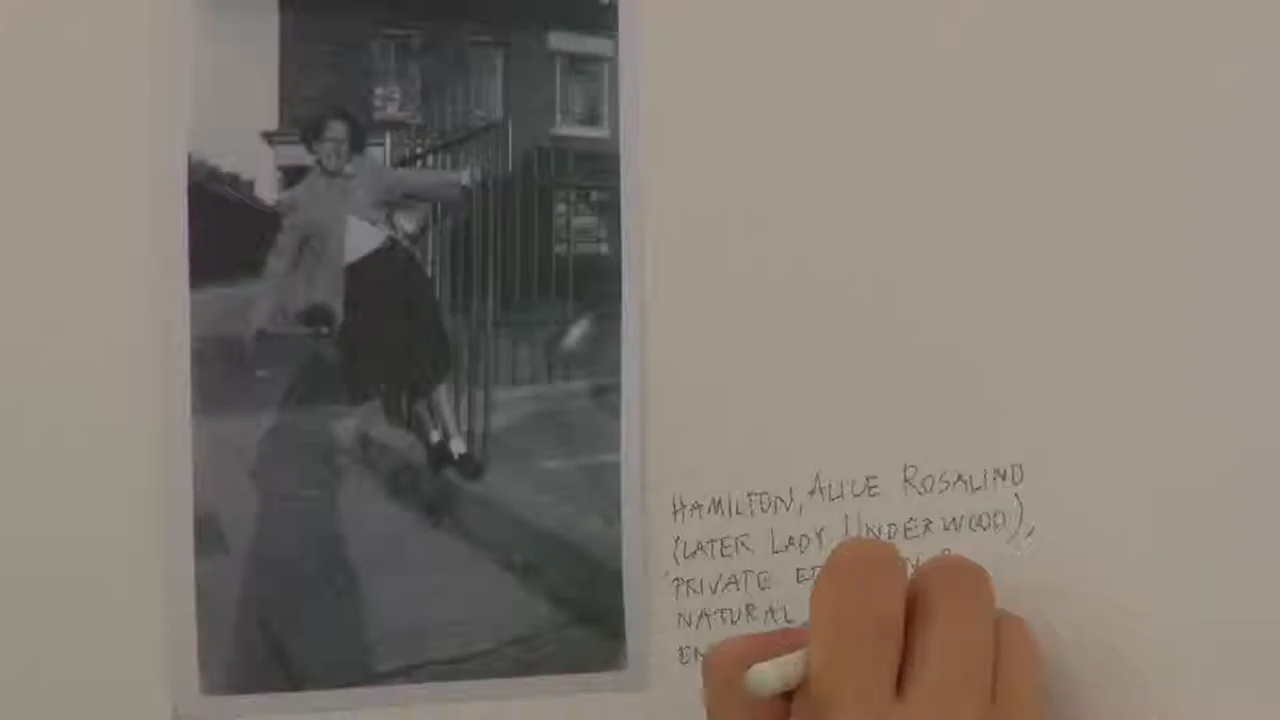 HAMILTON, ALICE ROSALIND
(LATER LADY UNDERWOOD),
PRIVATE
NATURAL